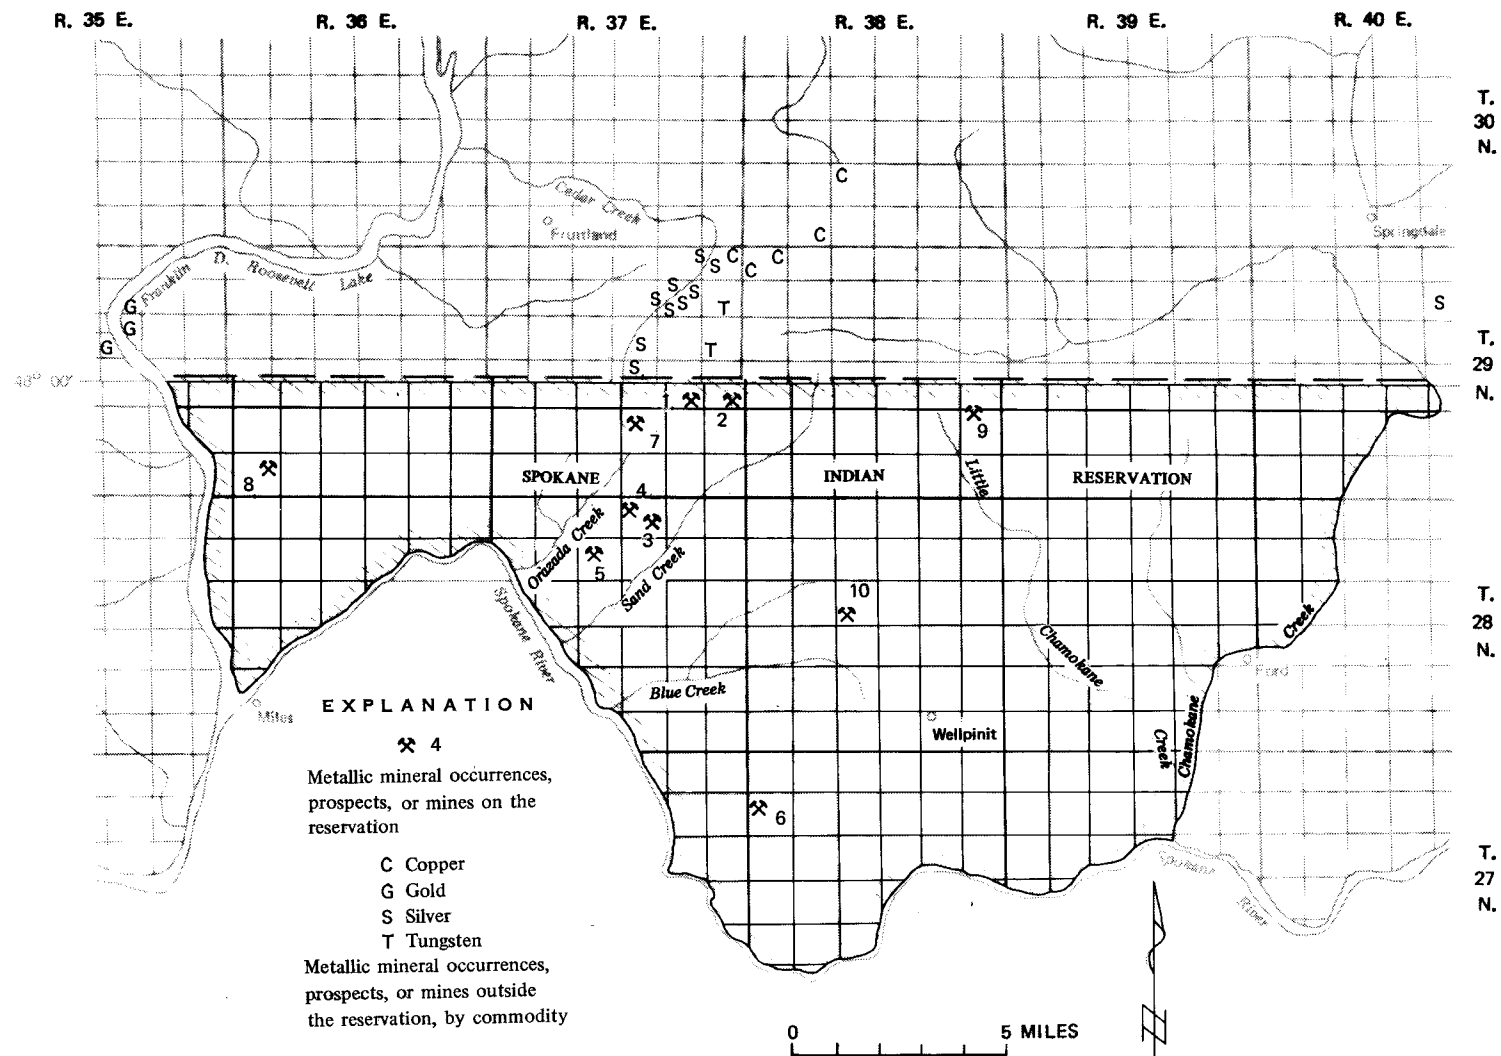 R. 35 E. R. 36 E. R. 37 E. R. 38 E. R. 39 E. R. 40 E.
T.
30
N.
C
Cedar Creek
Fruitland
Springdale
C
S S C C C
Franklin D. Roosevelt Lake
S S S S S S
T
S
G
G
G
S
T
S
T.
29
N.
48° 00'
1
2
7
9
8
SPOKANE INDIAN RESERVATION
Little
4
3
5
Orazada Creek
Sand Creek
10
T.
28
N.
Spokane River
Chamokane
Creek
Ford
Blue Creek
Miles
Wellpinit
Chamokane
Creek
EXPLANATION
4
Metallic mineral occurrences,
prospects, or mines on the
reservation
6
C Copper
G Gold
S Silver
T Tungsten
Metallic mineral occurrences,
prospects, or mines outside
the reservation, by commodity
Spokane
River
T.
27
N.
0 5 MILES